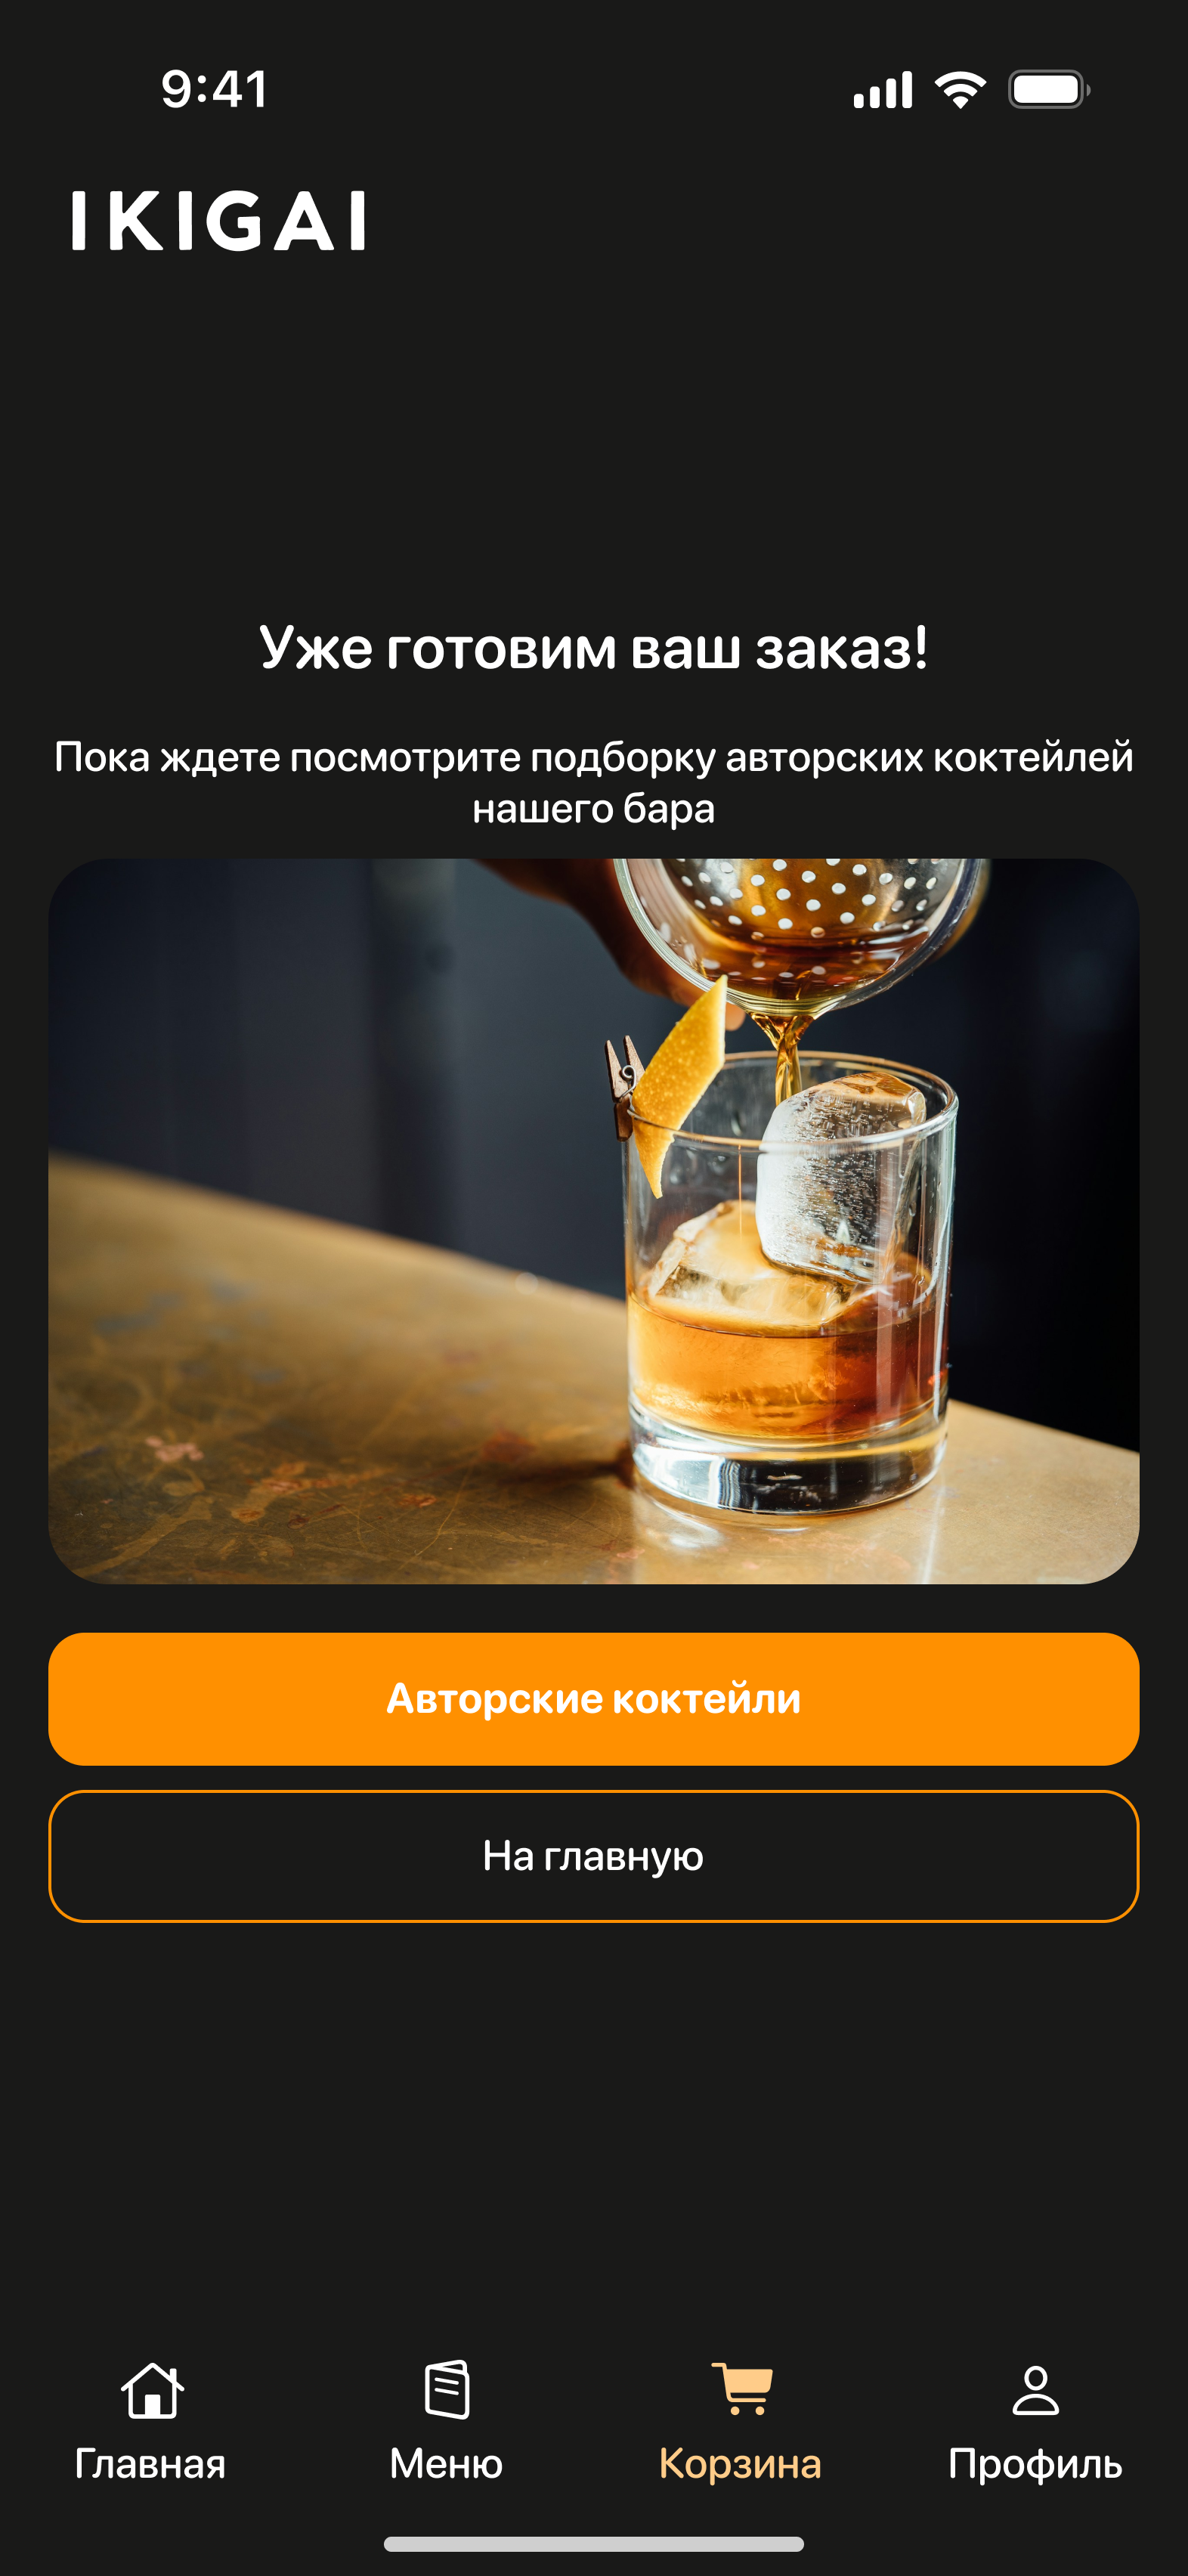 9:41
IKIGAI
Уже готовим ваш заказ!
Пока ждете посмотрите подборку авторских коктейлей
нашего бара
Авторские коктейли
На главную
Главная
Меню
Корзина
Профиль